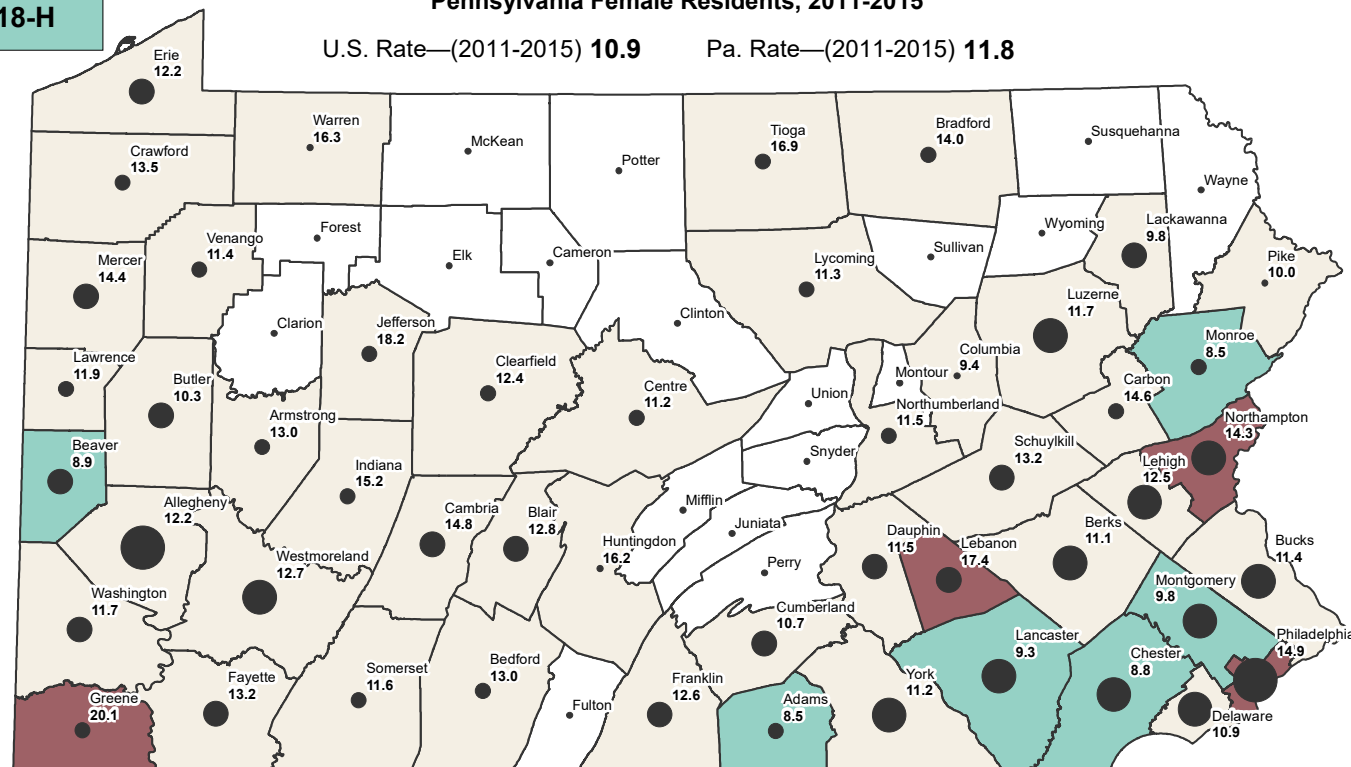 18-H
Pennsylvania Female Residents, 2011-2015
U.S. Rate—(2011-2015) 10.9
Pa. Rate—(2011-2015) 11.8
Erie
12.2
Warren
16.3
McKean
Potter
Tioga
16.9
Bradford
14.0
Susquehanna
Wayne
Crawford
13.5
Forest
Venango
11.4
Elk
Cameron
Lycoming
11.3
Sullivan
Wyoming
Lackawanna
9.8
Pike
10.0
Mercer
14.4
Clarion
Jefferson
18.2
Clinton
Luzerne
11.7
Monroe
8.5
Lawrence
11.9
Butler
10.3
Clearfield
12.4
Centre
11.2
Union
Montour
Columbia
9.4
Carbon
14.6
Armstrong
13.0
Northumberland
11.5
Northampton
14.3
Beaver
8.9
Indiana
15.2
Snyder
Schuylkill
13.2
Lehigh
12.5
Allegheny
12.2
Cambria
14.8
Blair
12.8
Mifflin
Juniata
Huntingdon
16.2
Dauphin
11.5
Lebanon
17.4
Berks
11.1
Bucks
11.4
Westmoreland
12.7
Perry
Montgomery
9.8
Washington
11.7
Cumberland
10.7
Lancaster
9.3
Chester
8.8
Philadelphia
14.9
Greene
20.1
Fayette
13.2
Somerset
11.6
Bedford
13.0
Fulton
Franklin
12.6
Adams
8.5
York
11.2
Delaware
10.9